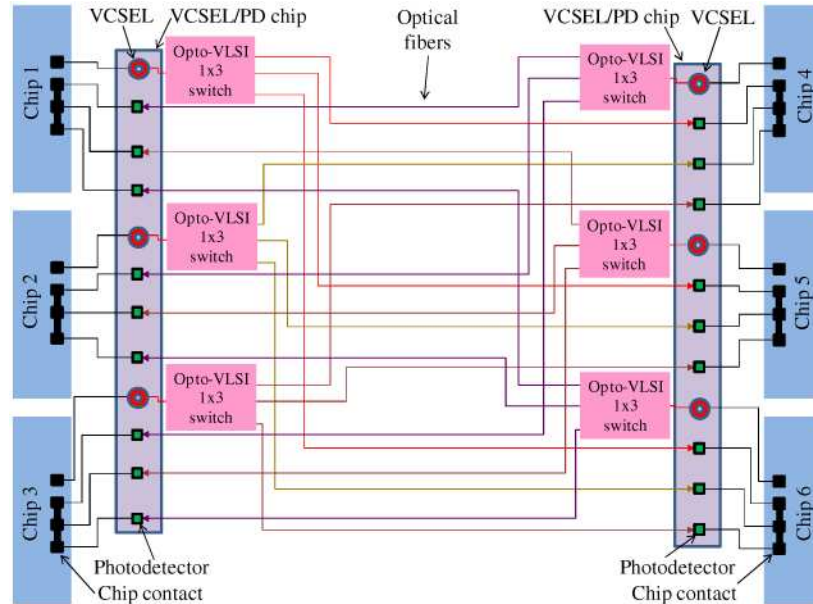 VCSEL
VCSEL/PD chip
Optical
fibers
VCSEL/PD chip
VCSEL
Chip 1
Opto-VLSI
1x3
switch
Opto-VLSI
1x3
switch
Chip 4
Chip 2
Opto-VLSI
1x3
switch
Opto-VLSI
1x3
switch
Chip 5
Chip 3
Opto-VLSI
1x3
switch
Opto-VLSI
1x3
switch
Chip 6
Photodetector
Chip contact
Photodetector
Chip contact